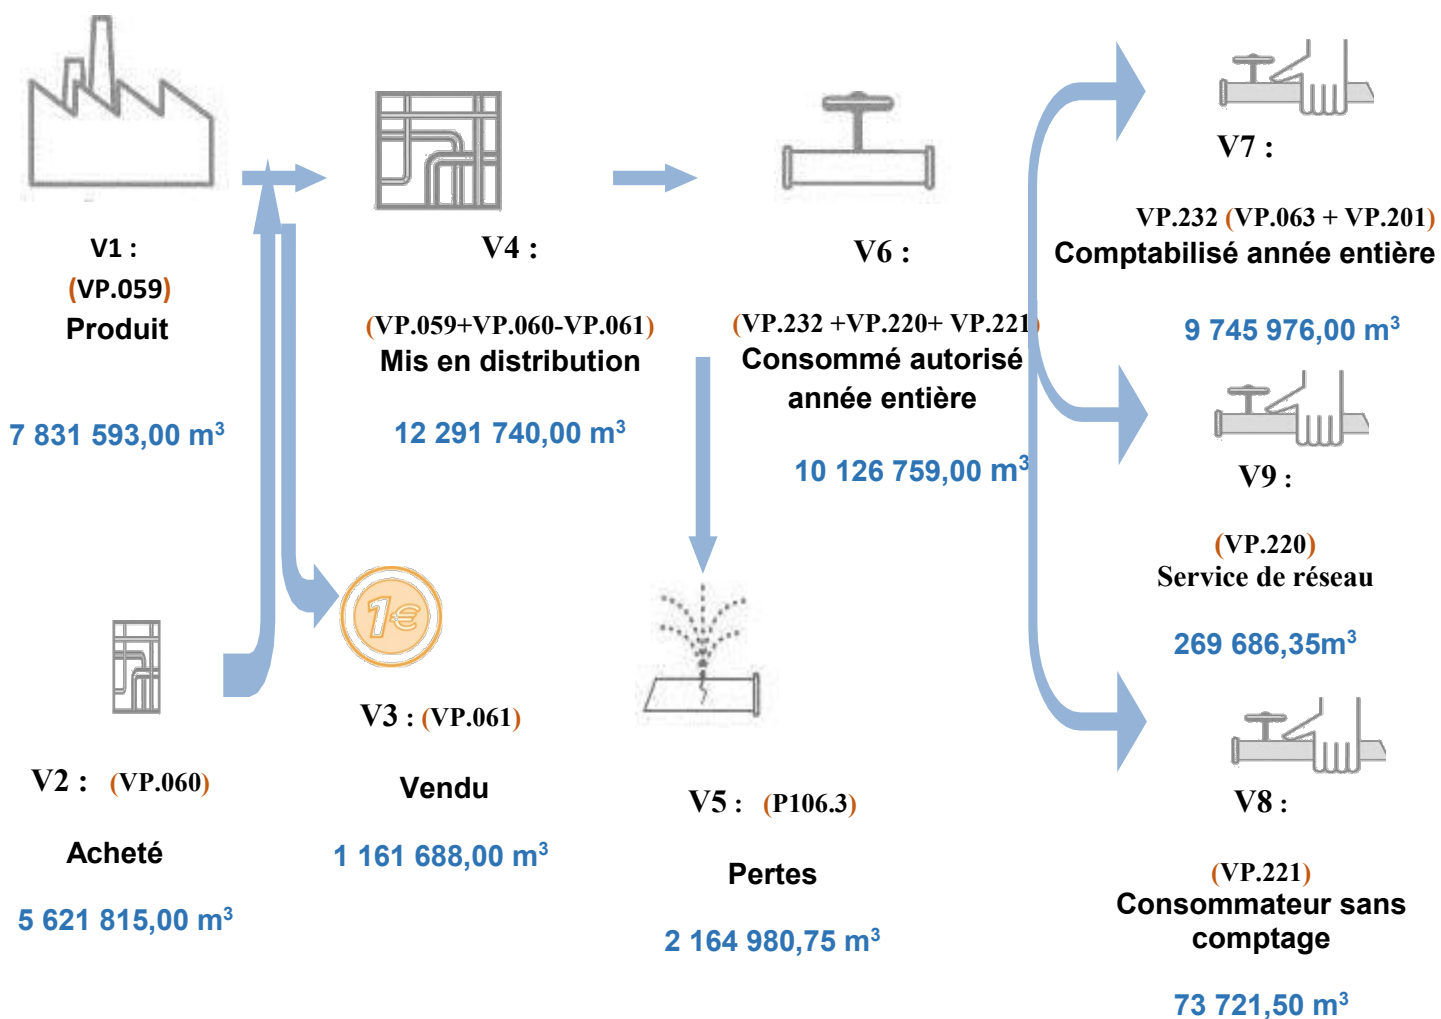 V1 :
(VP.059)
Produit
7 831 593,00 m³
V2 : (VP.060)
Acheté
5 621 815,00 m³
V4 :
(VP.059+VP.060-VP.061)
Mis en distribution
12 291 740,00 m³
1€
V3 : (VP.061)
Vendu
1 161 688,00 m³
V6 :
(VP.232 +VP.220+ VP.221)
Consommé autorisé
année entière
10 126 759,00 m³
V5 : (P106.3)
Pertes
2 164 980,75 m³
V7 :
VP.232 (VP.063 + VP.201)
Comptabilisé année entière
9 745 976,00 m³
V9 :
(VP.220)
Service de réseau
269 686,35m³
V8 :
(VP.221)
Consommateur sans
comptage
73 721,50 m³